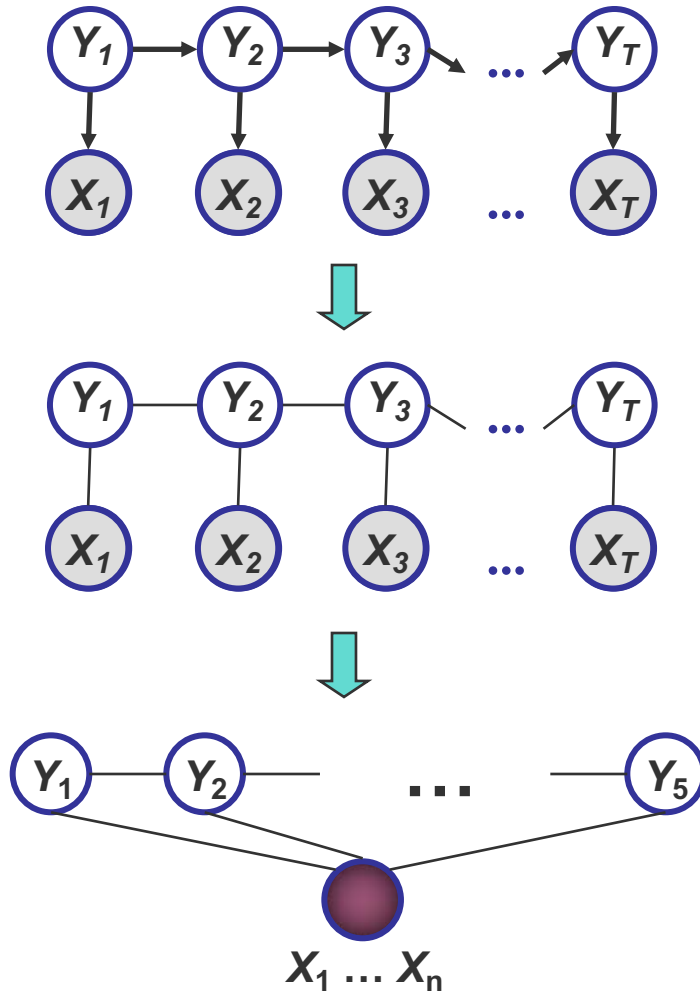 Y1 Y2 Y3 ... YT
X1 X2 X3 ... XT
Y1 Y2 Y3 ... YT
X1 X2 X3 ... XT
Y1 Y2 ... Y5
X1 ... Xn